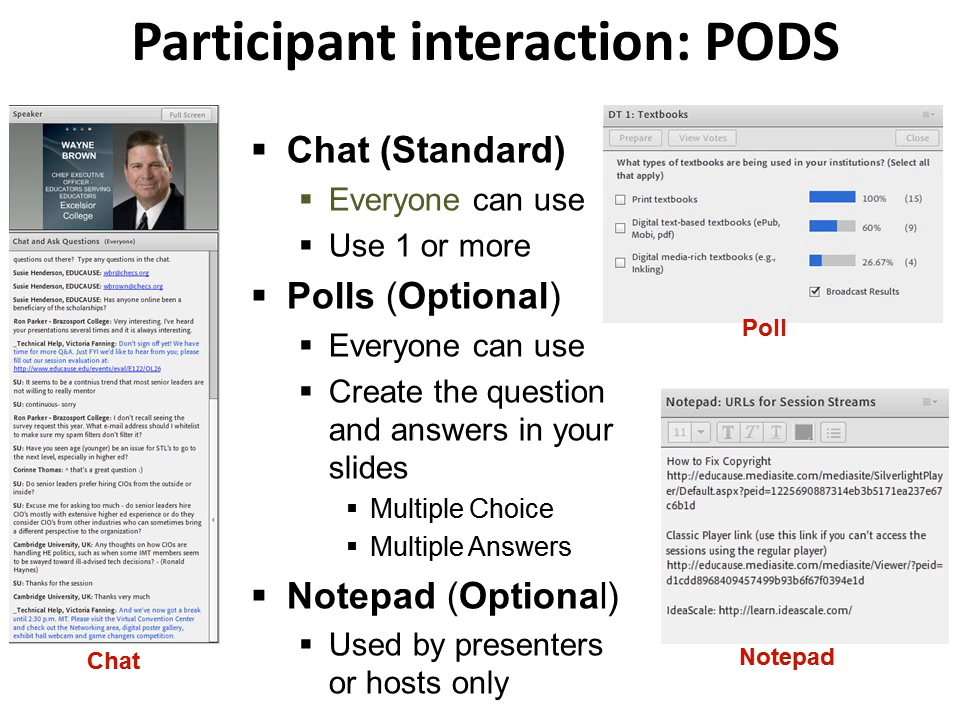 Participant interaction: PODS
Speaker
Full Screen
WAYNE
BROWN
CHIEF EXECUTIVE
OFFICER -
EDUCATORS SERVING
EDUCATORS
Excelsior
College
Chat and Ask Questions (Everyone)
questions out there? Type any questions in the chat.
Susie Henderson, EDUCAUSE: wbr@checs.org
Susie Henderson, EDUCAUSE: wbrown@checs.org
Susie Henderson, EDUCAUSE: Has anyone online been a
beneficiary of the scholarships?
Ron Parker - Brazosport College: Very interesting. I've heard
your presentations several times and it is always interesting.
_Technical Help, Victoria Fanning: Don't sign off yet! We have
time for more Q&A. Just FYI we'd like to hear from you; please
fill out our session evaluation at:
http://www.educause.edu/events/eval/E122/OL26
SU: It seems to be a contnius trend that most senior leaders are
not willing to really mentor
SU: continuous- sorry
Ron Parker - Brazosport College: I don't recall seeing the
survey request this year. What e-mail address should I whitelist
to make sure my spam filters don't filter it?
SU: Have you seen age (younger) be an issue for STL's to go to
the next level, especially in higher ed?
Corinne Thomas: ^ that's a great question :)
SU: Do senior leaders prefer hiring CIOs from the outside or
inside?
SU: Excuse me for asking too much - do senior leaders hire
CIO's mostly with extensive higher ed experience or do they
consider CIO's from other industries who can sometimes bring
a different perspective to the organization?
Cambridge University, UK: Any thoughts on how CIOs are
handling HE politics, such as when some IMT members seem
to be swayed toward ill-advised tech decisions? - (Ronald
Haynes)
SU: Thanks for the session
Cambridge University, UK: Thanks very much
_Technical Help, Victoria Fanning: And we've now got a break
until 2:30 p.m. MT. Please visit the Virtual Convention Center
and check out the Networking area, digital poster gallery,
exhibit hall webcam and game changers competition.
Chat
Chat (Standard)
Everyone can use
Use 1 or more
Polls (Optional)
Everyone can use
Create the question
and answers in your
slides
Multiple Choice
Multiple Answers
Notepad (Optional)
Used by presenters
or hosts only
DT 1: Textbooks
Prepare
View Votes
Close
What types of textbooks are being used in your institutions? (Select all
that apply)
Print textbooks 100% (15)
Digital text-based textbooks (ePub,
Mobi, pdf) 60% (9)
Digital media-rich textbooks (e.g.,
Inkling) 26.67% (4)
Broadcast Results
Poll
Notepad: URLs for Session Streams
11 T T T
How to Fix Copyright
http://educause.mediasite.com/mediasite/SilverlightPlay
er/Default.aspx?peid=1225690887314eb3b5171ea237e67
c6b1d
Classic Player link (use this link if you can't access the
sessions using the regular player)
http://educause.mediasite.com/mediasite/Viewer/?peid=
d1cdd8968409457499b93b6f67f0394e1d
IdeaScale: http://learn.ideascale.com/
Notepad